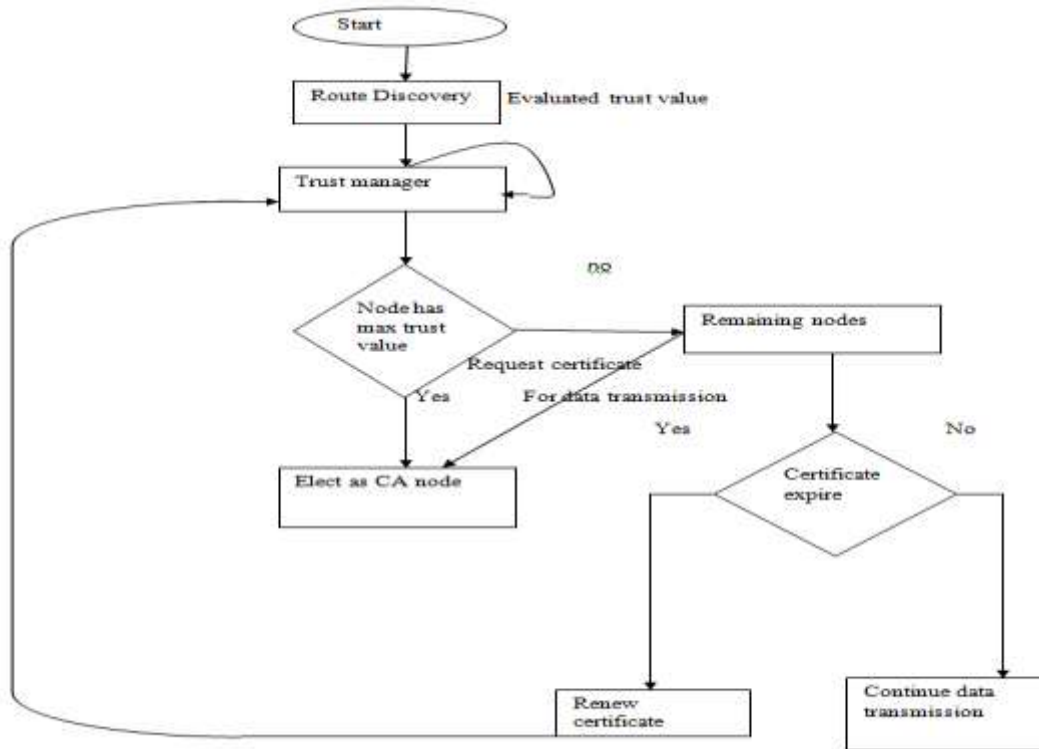 Start
Route Discovery
Evaluated trust value
Trust manager
no
Node has
max trust
value
Remaining nodes
Request certificate
Yes
For data transmission
Yes
No
Elect as CA node
Certificate
expire
Renew
certificate
Continue data
transmission